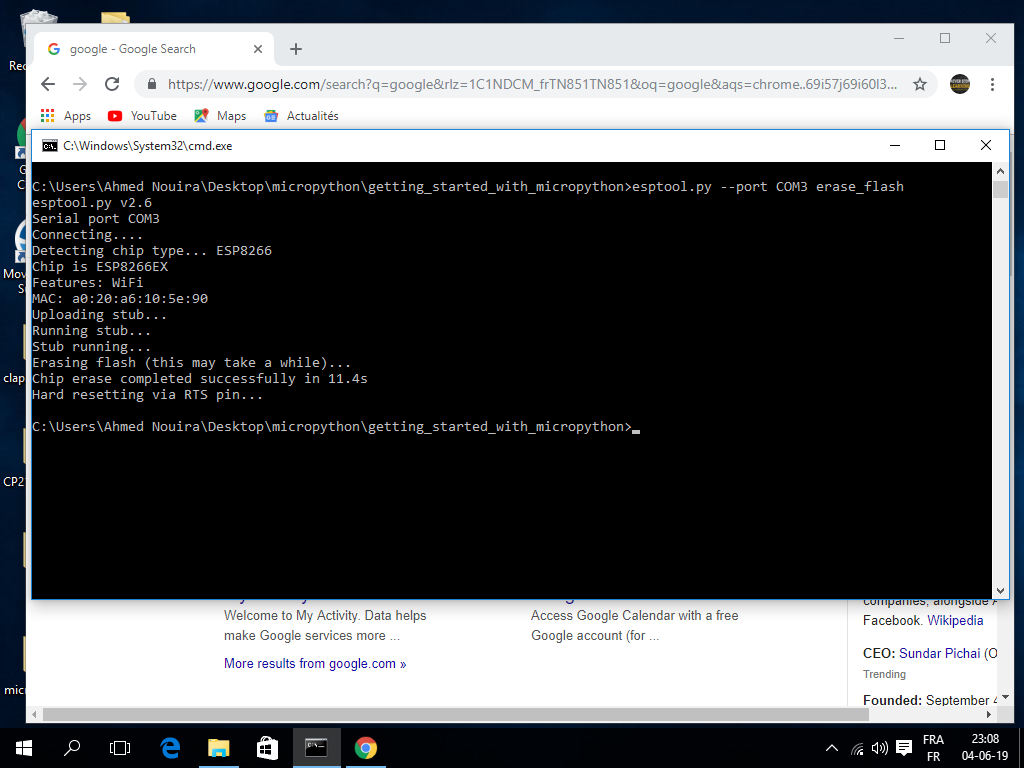 Rec
google - Google Search
https://www.google.com/search?q=google&rlz=1C1NDCM_frTN851TN851&oq=google&aqs=chrome..69i57j69i60l3...
Apps YouTube Maps Actualités
C:\Windows\System32\cmd.exe
C:\Users\Ahmed Nouira\Desktop\micropython\getting_started_with_micropython>esptool.py --port COM3 erase_flash
esptool.py v2.6
Serial port COM3
Connecting....
Detecting chip type... ESP8266
Chip is ESP8266EX
Features: WiFi
MAC: a0:20:a6:10:5e:90
Uploading stub...
Running stub...
Stub running...
Erasing flash (this may take a while)...
Chip erase completed successfully in 11.4s
Hard resetting via RTS pin...
C:\Users\Ahmed Nouira\Desktop\micropython\getting_started_with_micropython>
G
C
Mov
S
clap
CP2
micr
Welcome to My Activity. Data helps
make Google services more ...
More results from google.com »
Access Google Calendar with a free
Google account (for ...
companies, alongside
Facebook. Wikipedia
CEO: Sundar Pichai (O
Trending
Founded: September 4
FRA
FR
23:08
04-06-19